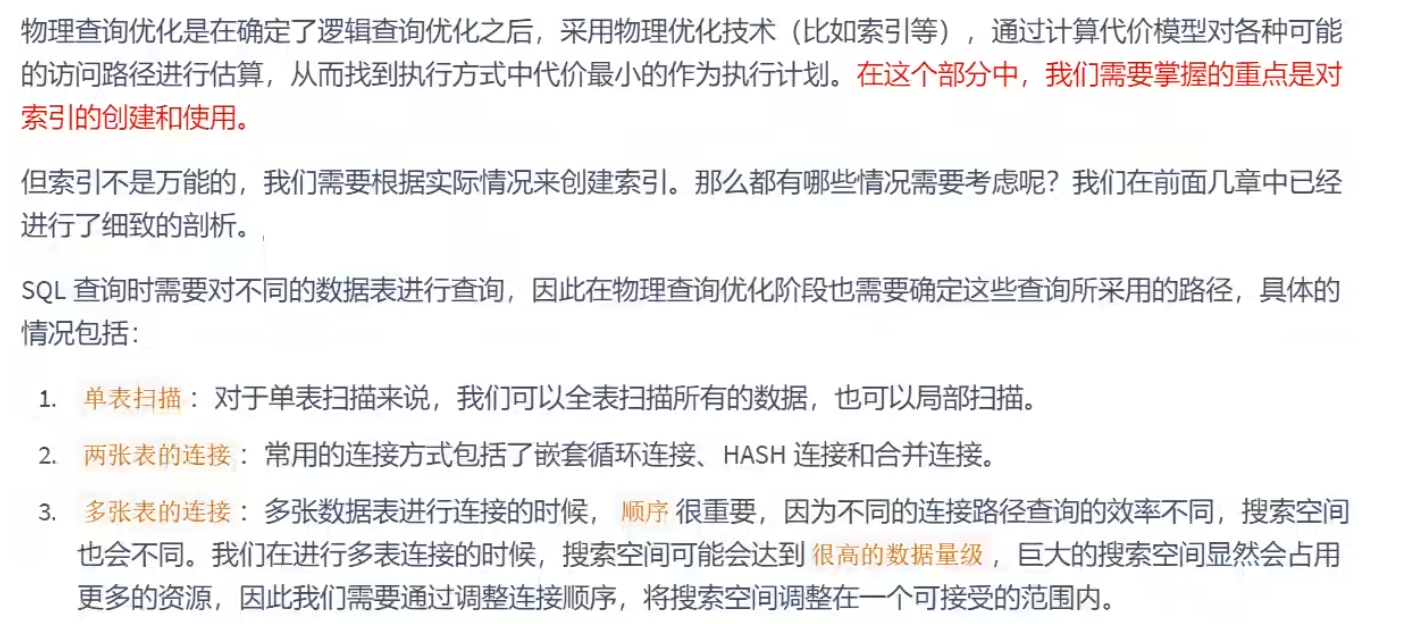 物理查询优化是在确定了逻辑查询优化之后，采用物理优化技术（比如索引等），通过计算代价模型对各种可能
的访问路径进行估算，从而找到执行方式中代价最小的作为执行计划。在这个部分中，我们需要掌握的重点是对
索引的创建和使用。
但索引不是万能的，我们需要根据实际情况来创建索引。那么都有哪些情况需要考虑呢？我们在前面几章中已经
进行了细致的剖析。
SQL 查询时需要对不同的数据表进行查询，因此在物理查询优化阶段也需要确定这些查询所采用的路径，具体的
情况包括：
1. 单表扫描：对于单表扫描来说，我们可以全表扫描所有的数据，也可以局部扫描。
2. 两张表的连接：常用的连接方式包括了嵌套循环连接、HASH 连接和合并连接。
3. 多张表的连接：多张数据表进行连接的时候，顺序 很重要，因为不同的连接路径查询的效率不同，搜索空间
也会不同。我们在进行多表连接的时候，搜索空间可能会达到 很高的数据量级，巨大的搜索空间显然会占用
更多的资源，因此我们需要通过调整连接顺序，将搜索空间调整在一个可接受的范围内。